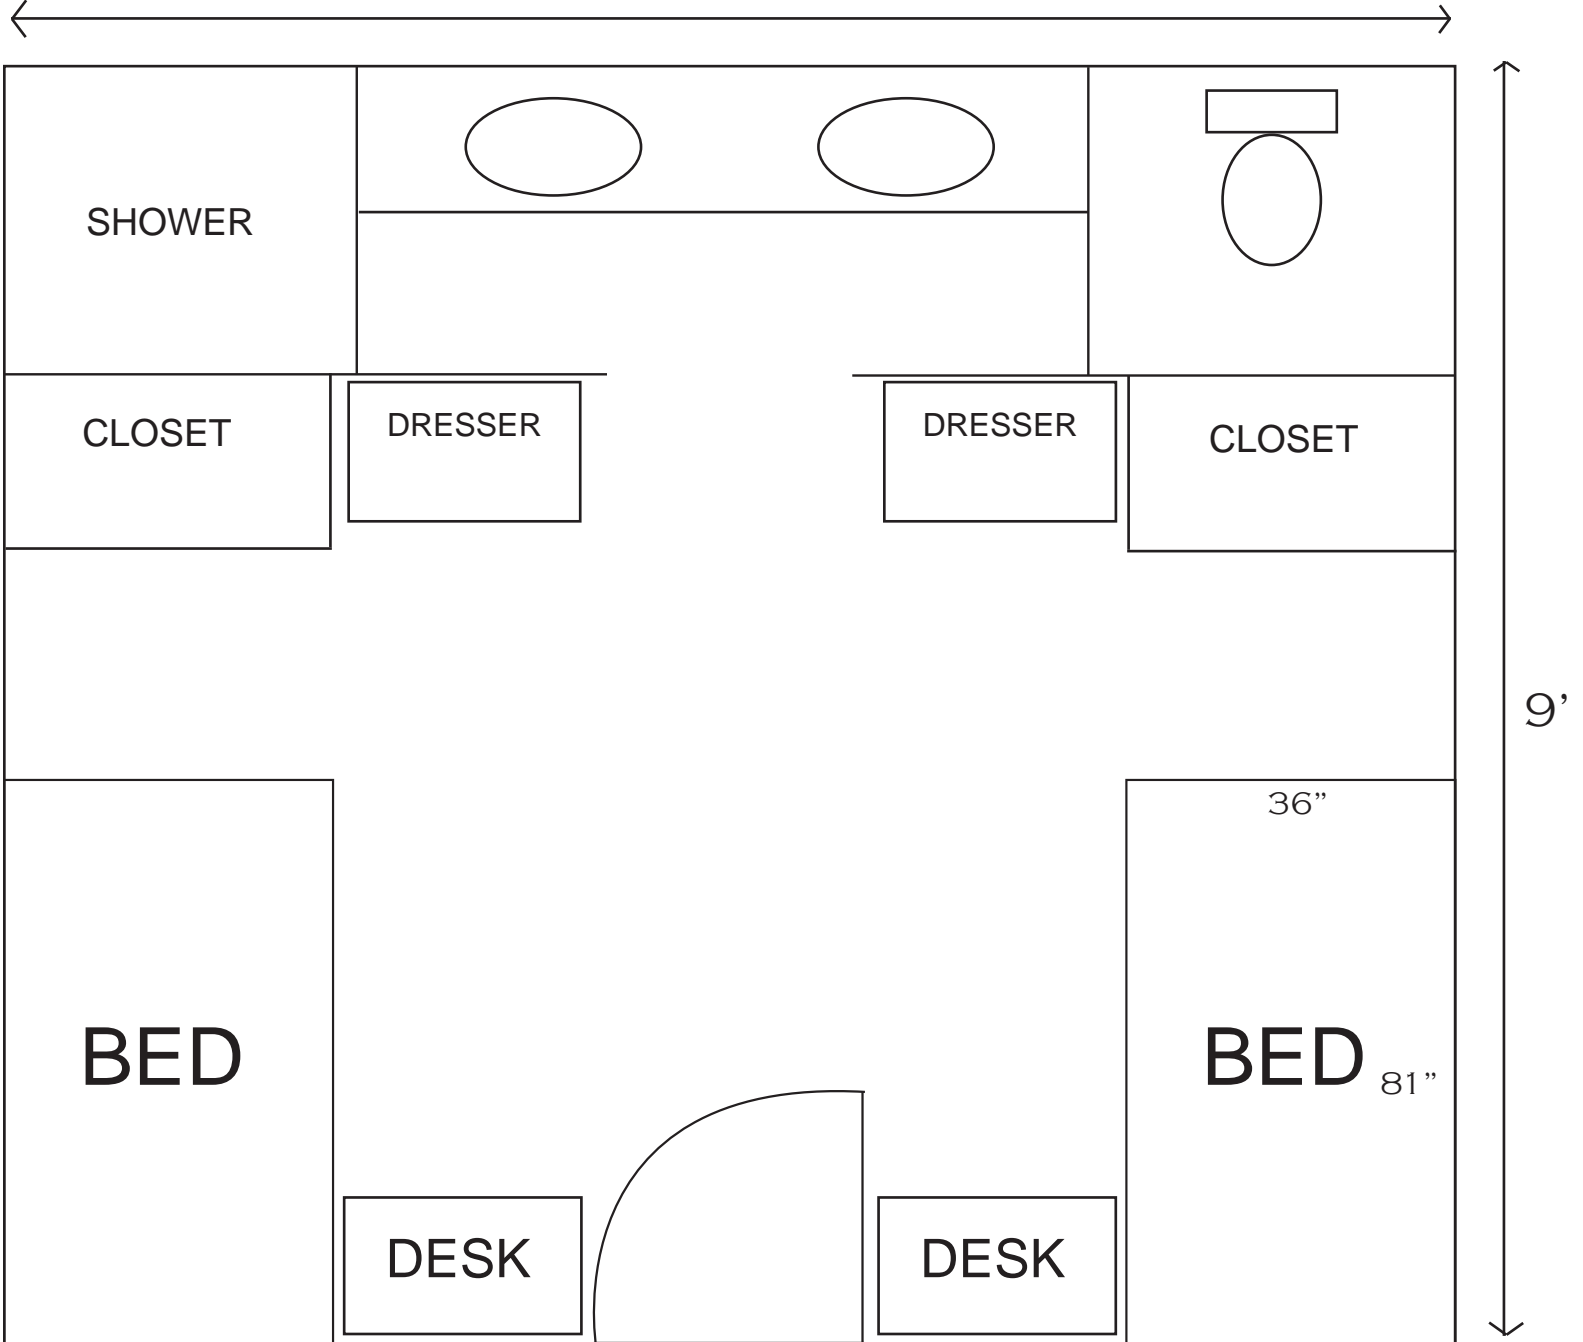 SHOWER
CLOSET
DRESSER
DRESSER
CLOSET
9’
36”
BED
BED
81”
DESK
DESK